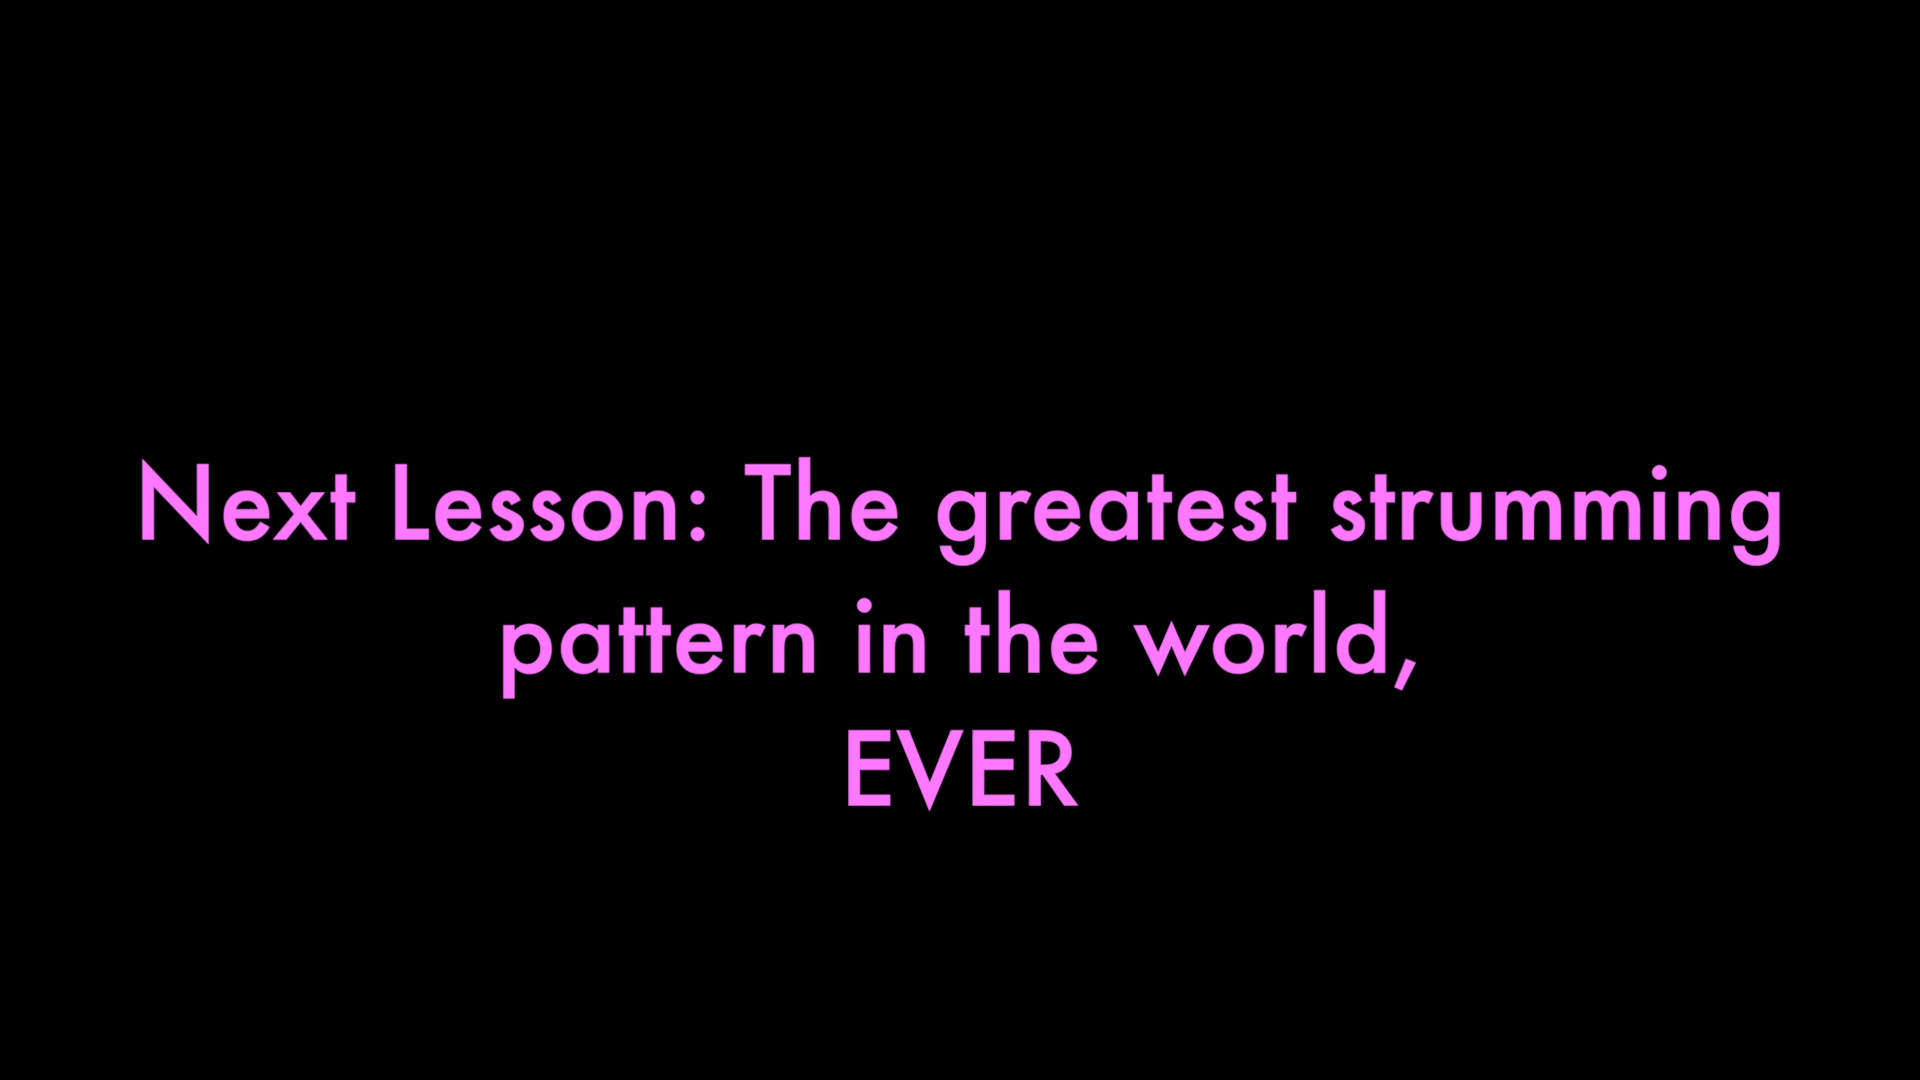 Next Lesson: The greatest strumming
pattern in the world,
EVER